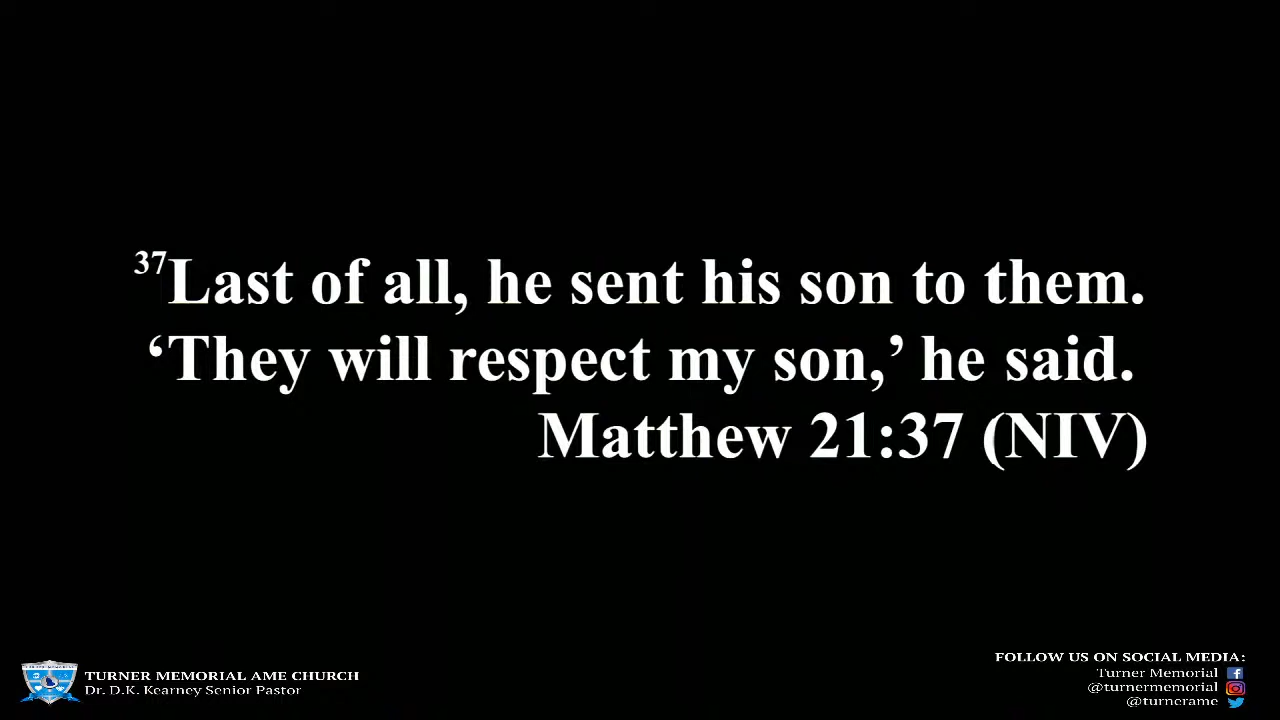 ³⁷Last of all, he sent his son to them.
‘They will respect my son,’ he said.
Matthew 21:37 (NIV)
TURNER MEMORIAL AME CHURCH
Dr. D.K. Kearney Senior Pastor
FOLLOW US ON SOCIAL MEDIA:
Turner Memorial
@turnermemorial
@turnerame